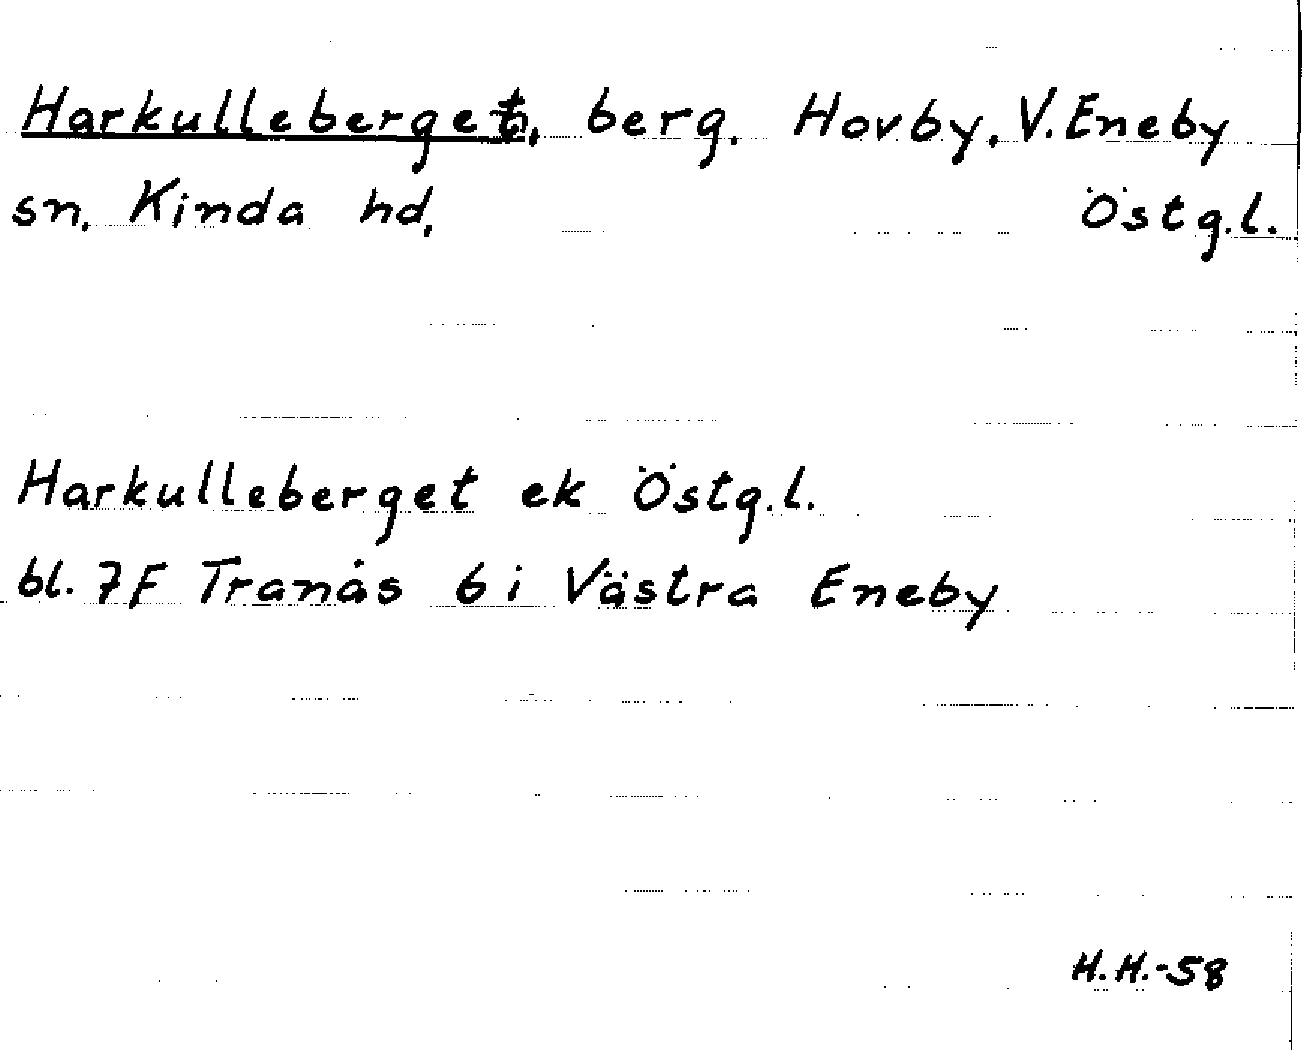 Harkulleberget, berg. Hovby, V. Eneby
sn, Kinda hd, Östg.l.
Harkulleberget ek Östg.l.
bl. 7F Tranås 6 i Västra Eneby
H.H.-58